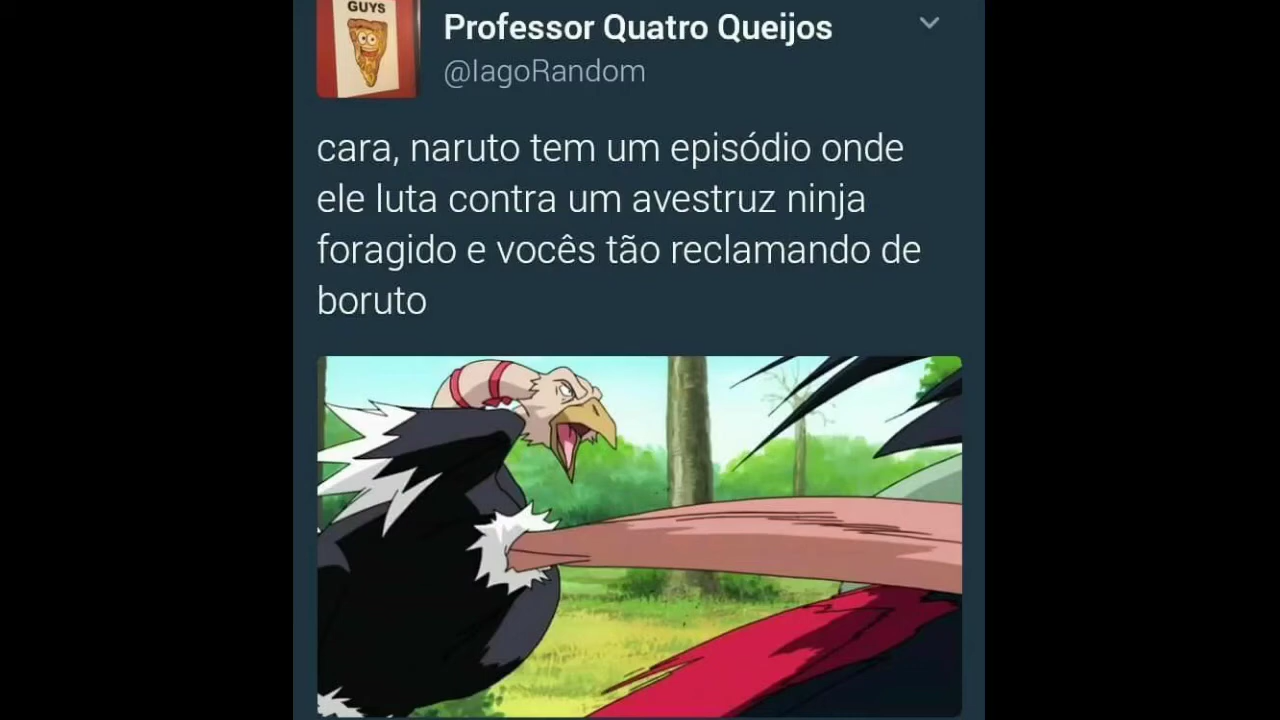 GUYS
Professor Quatro Queijos
@IagoRandom
cara, naruto tem um episódio onde
ele luta contra um avestruz ninja
foragido e vocês tão reclamando de
boruto